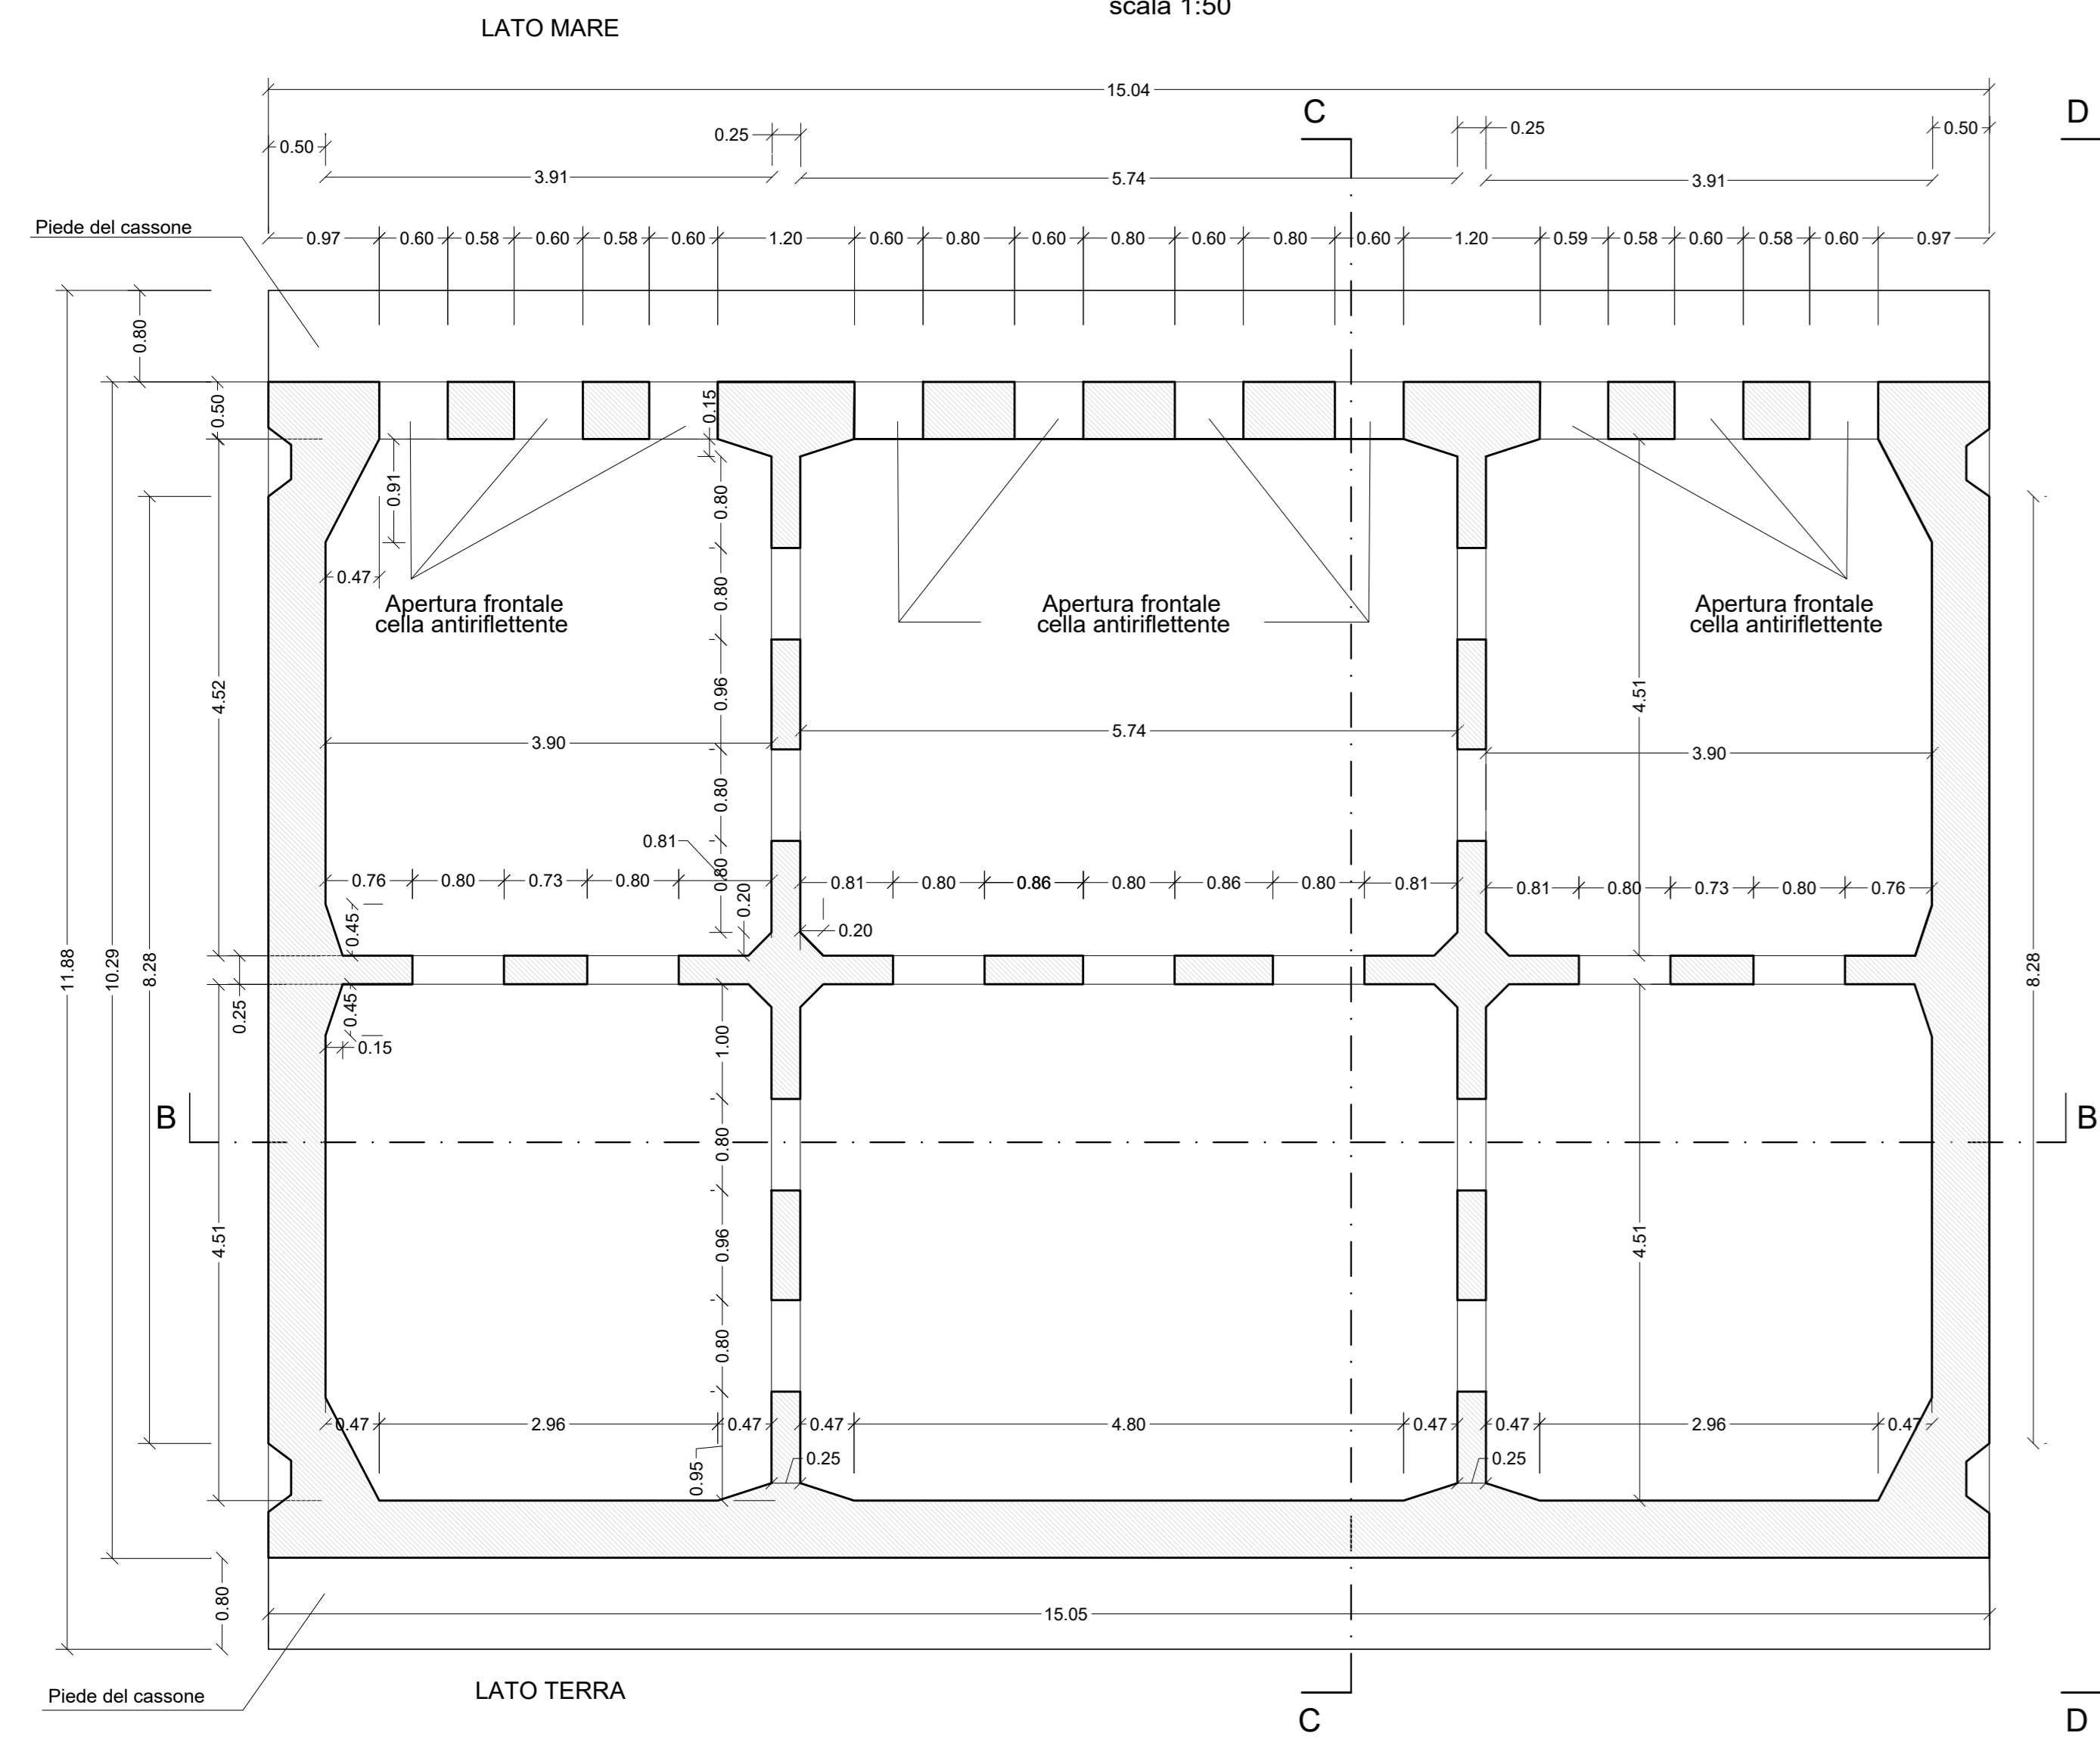 scala 1:50
LATO MARE
15.04
C
D
0.25
0.25
0.50
0.50
3.91
5.74
3.91
Piede del cassone
0.97 0.60 0.58 0.60 0.58 0.60 1.20 0.60 0.80 0.60 0.80 0.60 0.80 0.60 1.20 0.59 0.58 0.60 0.58 0.60 0.97
0.80
0.50
0.15
0.91
0.80
0.47
0.80
Apertura frontale
cella antiriflettente
Apertura frontale
cella antiriflettente
Apertura frontale
cella antiriflettente
4.52
0.96
4.51
3.90
5.74
3.90
0.80
0.81
0.80
0.76 0.80 0.73 0.80
0.81 0.80 0.86 0.80 0.86 0.80 0.81
0.81 0.80 0.73 0.80 0.76
0.20
0.45
0.20
11.88
10.29
8.28
8.28
0.25
0.45
0.15
1.00
B
B
0.80
4.51
0.96
4.51
0.80
0.47 2.96 0.47 0.47 4.80 0.47 0.47 2.96 0.47
0.95
0.25
0.25
0.80
15.05
Piede del cassone
LATO TERRA
C
D